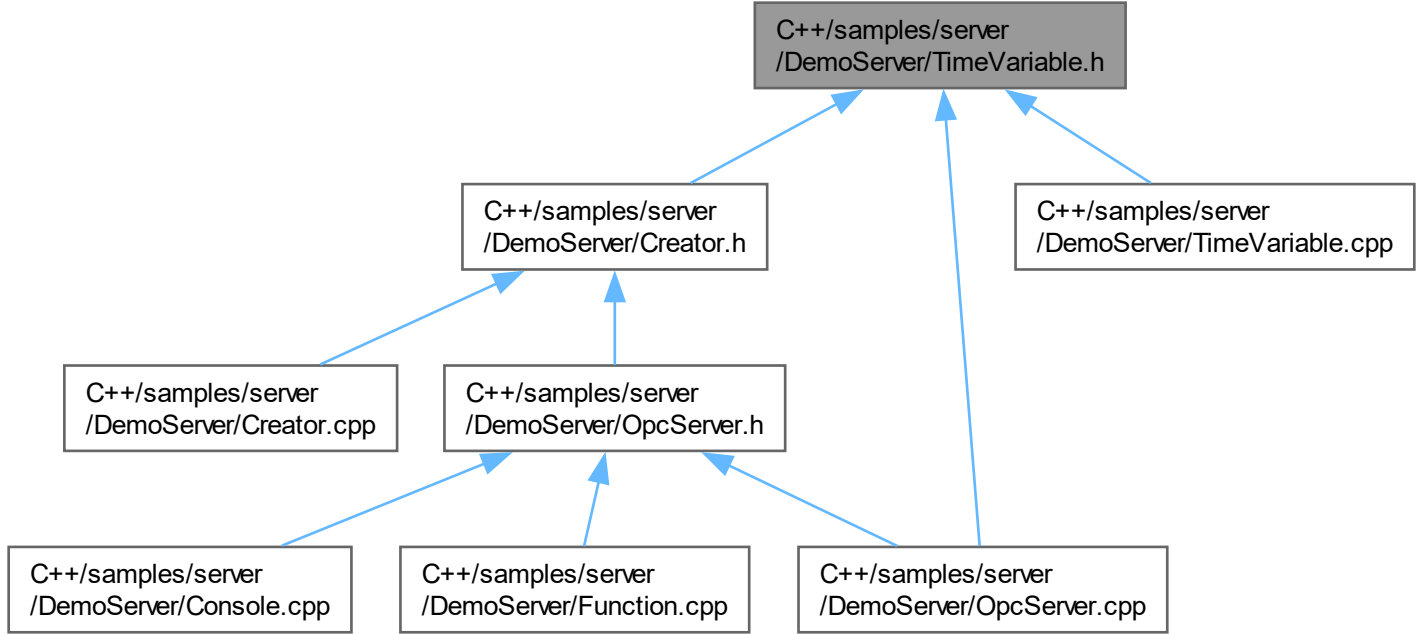 C++/samples/server
/DemoServer/TimeVariable.h
C++/samples/server
/DemoServer/Creator.h
C++/samples/server
/DemoServer/TimeVariable.cpp
C++/samples/server
/DemoServer/Creator.cpp
C++/samples/server
/DemoServer/OpcServer.h
C++/samples/server
/DemoServer/Console.cpp
C++/samples/server
/DemoServer/Function.cpp
C++/samples/server
/DemoServer/OpcServer.cpp